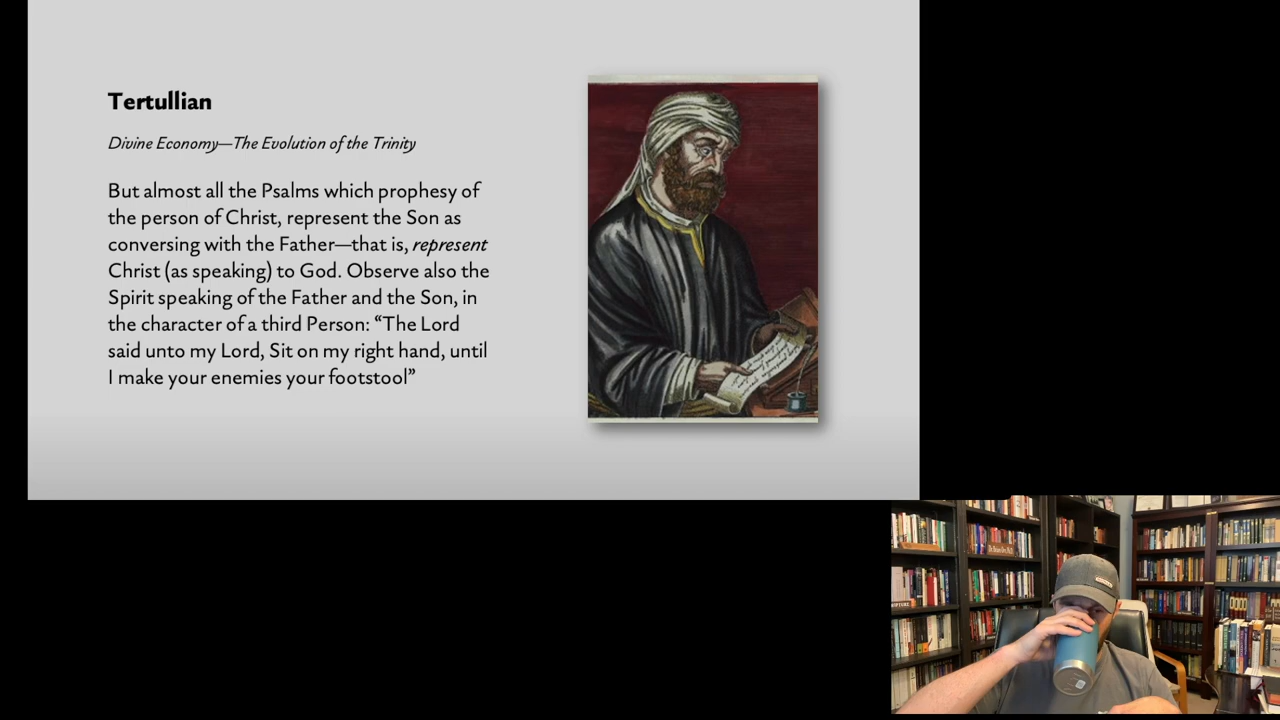 Tertullian
Divine Economy—The Evolution of the Trinity
But almost all the Psalms which prophesy of
the person of Christ, represent the Son as
conversing with the Father—that is, represent
Christ (as speaking) to God. Observe also the
Spirit speaking of the Father and the Son, in
the character of a third Person: “The Lord
said unto my Lord, Sit on my right hand, until
I make your enemies your footstool”